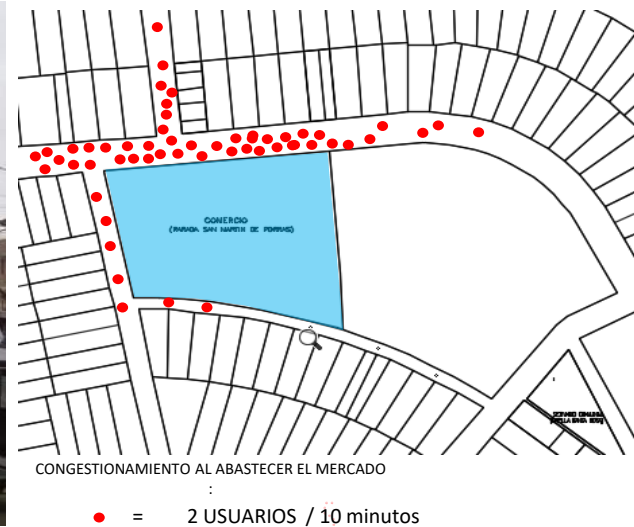 COMERCIO
(PARADA SAN MARTIN DE PORRAS)
CONGESTIONAMIENTO AL ABASTECER EL MERCADO
:
= 2 USUARIOS / 10 minutos